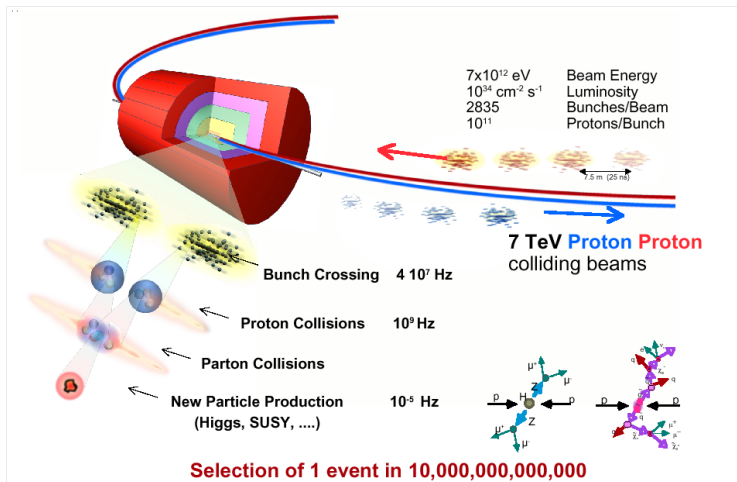 7x10¹² eV Beam Energy
10³⁴ cm⁻² s⁻¹ Luminosity
2835 Bunches/Beam
10¹¹ Protons/Bunch
7.5 m (25 ns)
7 TeV Proton Proton
colliding beams
Bunch Crossing 4 10⁷ Hz
Proton Collisions 10⁹ Hz
Parton Collisions
New Particle Production 10⁻⁵ Hz
(Higgs, SUSY, ....)
μ⁺
μ⁻
Z
H
p
p
Z
μ⁺
μ⁻
q
q
p
p
q
μ⁺
μ⁻
Selection of 1 event in 10,000,000,000,000